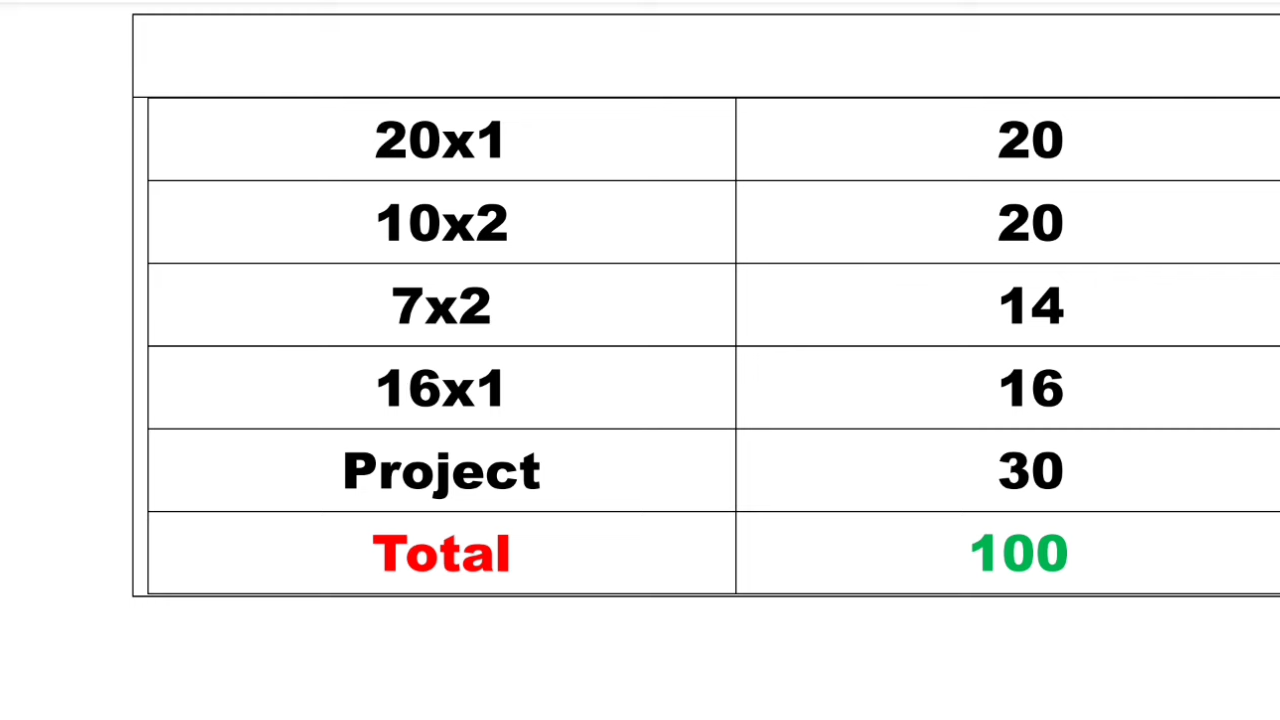 20x1 20
10x2 20
7x2 14
16x1 16
Project 30
Total 100